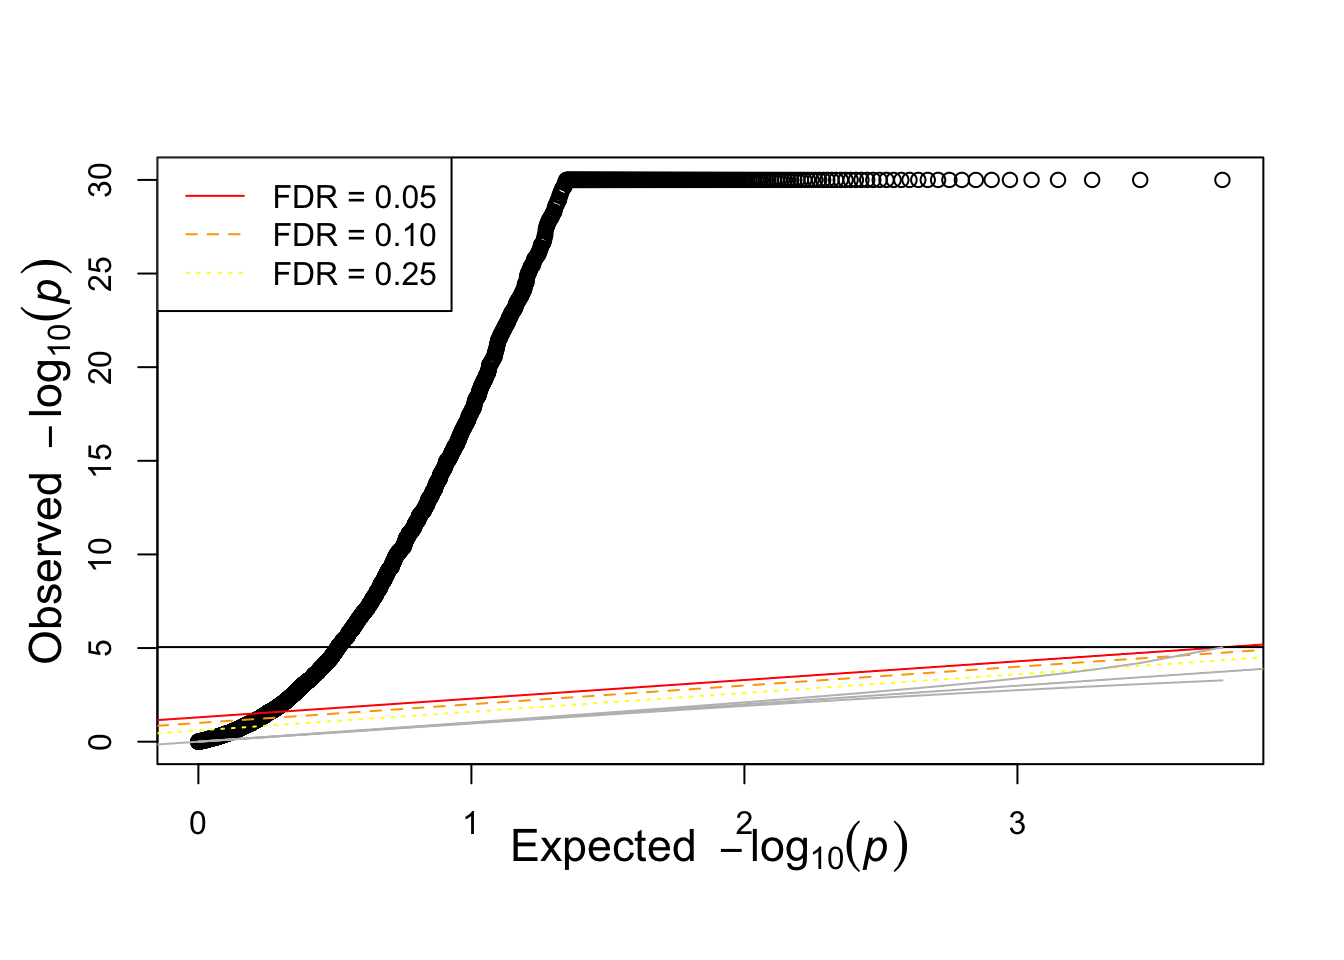 FDR = 0.05
FDR = 0.10
FDR = 0.25
30
25
20
15
10
5
0
Observed −log10(p)
0 1 2 3
Expected −log10(p)